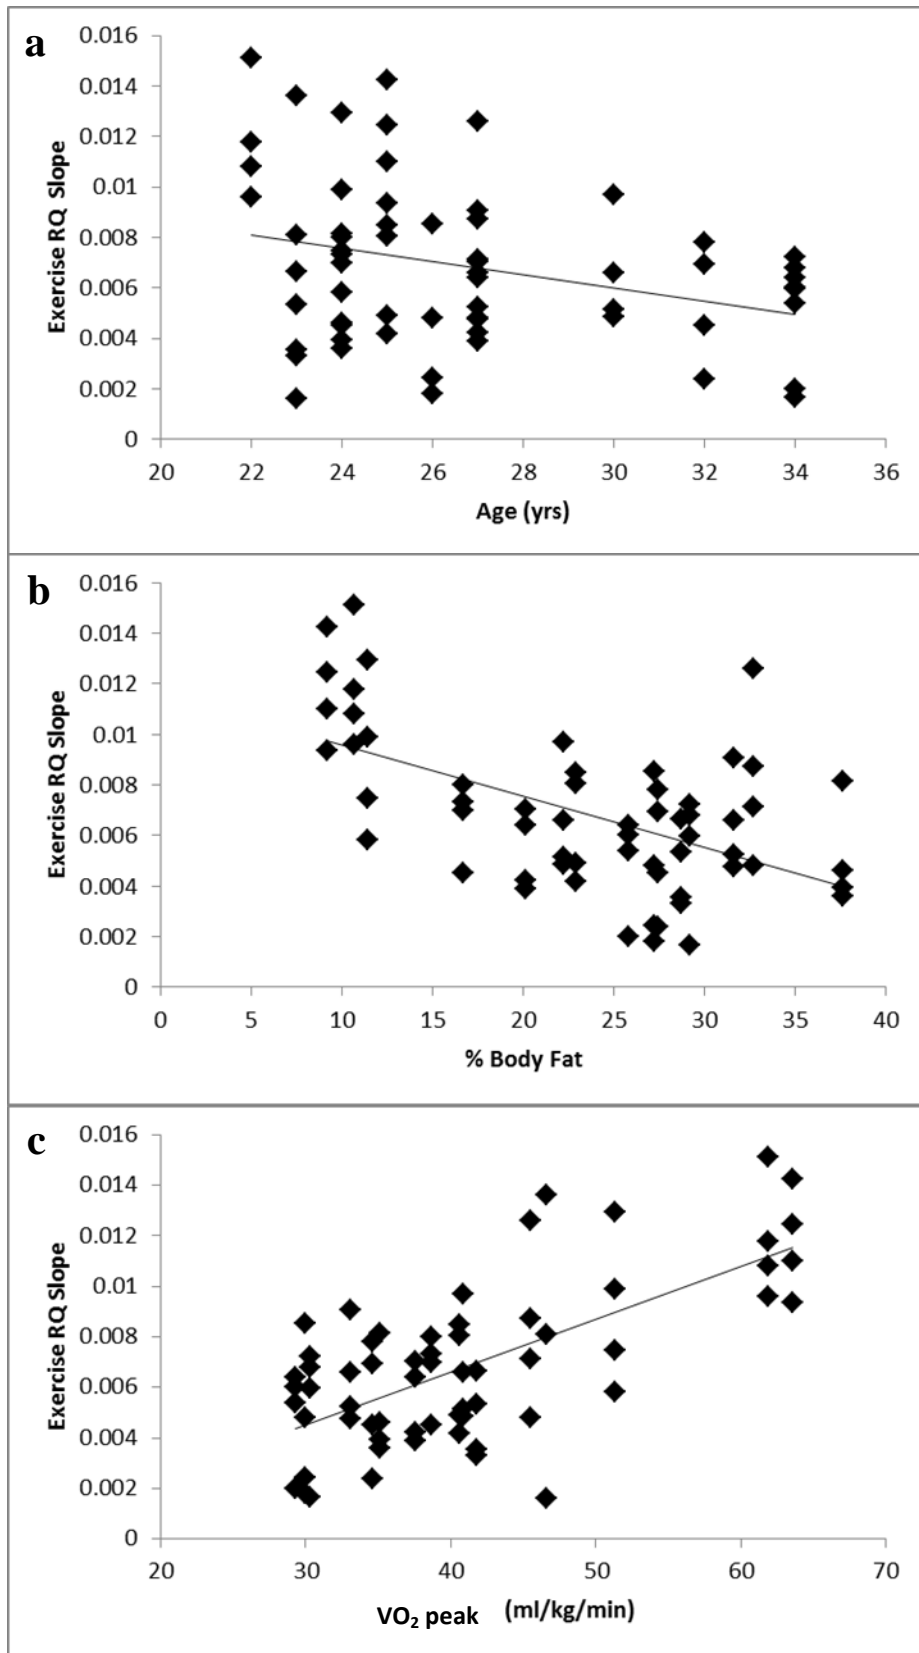 a
0.016
0.014
0.012
0.01
0.008
0.006
0.004
0.002
0
Exercise RQ Slope
20 22 24 26 28 30 32 34 36
Age (yrs)
b
0.016
0.014
0.012
0.01
0.008
0.006
0.004
0.002
0
Exercise RQ Slope
0 5 10 15 20 25 30 35 40
% Body Fat
c
0.016
0.014
0.012
0.01
0.008
0.006
0.004
0.002
0
Exercise RQ Slope
20 30 40 50 60 70
VO₂ peak (ml/kg/min)